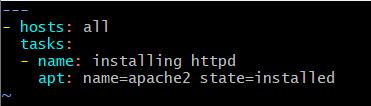 ---
- hosts: all
  tasks:
  - name: installing httpd
    apt: name=apache2 state=installed
~